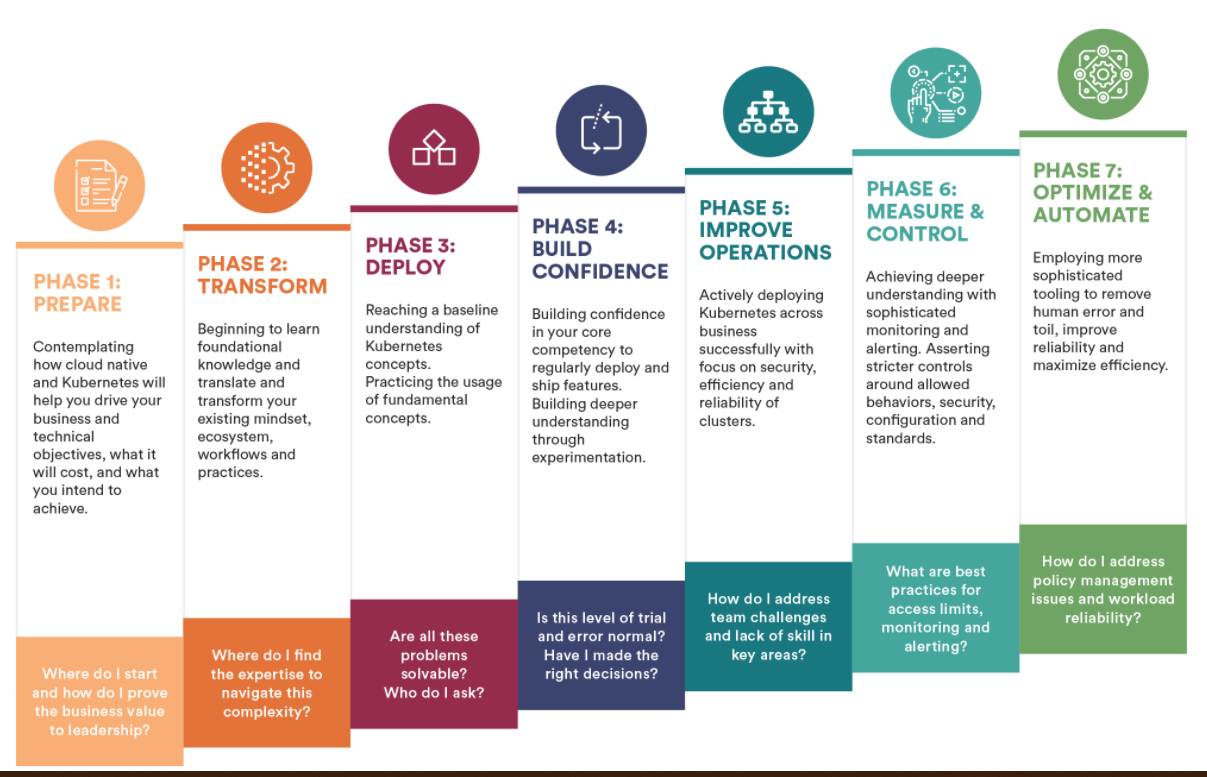 PHASE 1:
PREPARE
Contemplating
how cloud native
and Kubernetes will
help you drive your
business and
technical
objectives, what it
will cost, and what
you intend to
achieve.
Where do I start
and how do I prove
the business value
to leadership?
PHASE 2:
TRANSFORM
Beginning to learn
foundational
knowledge and
translate and
transform your
existing mindset,
ecosystem,
workflows and
practices.
Where do I find
the expertise to
navigate this
complexity?
PHASE 3:
DEPLOY
Reaching a baseline
understanding of
Kubernetes
concepts.
Practicing the usage
of fundamental
concepts.
Are all these
problems
solvable?
Who do I ask?
PHASE 4:
BUILD
CONFIDENCE
Building confidence
in your core
competency to
regularly deploy and
ship features.
Building deeper
understanding
through
experimentation.
Is this level of trial
and error normal?
Have I made the
right decisions?
PHASE 5:
IMPROVE
OPERATIONS
Actively deploying
Kubernetes across
business
successfully with
focus on security,
efficiency and
reliability of
clusters.
How do I address
team challenges
and lack of skill in
key areas?
PHASE 6:
MEASURE &
CONTROL
Achieving deeper
understanding with
sophisticated
monitoring and
alerting. Asserting
stricter controls
around allowed
behaviors, security,
configuration and
standards.
What are best
practices for
access limits,
monitoring and
alerting?
PHASE 7:
OPTIMIZE &
AUTOMATE
Employing more
sophisticated
tooling to remove
human error and
toil, improve
reliability and
maximize efficiency.
How do I address
policy management
issues and workload
reliability?